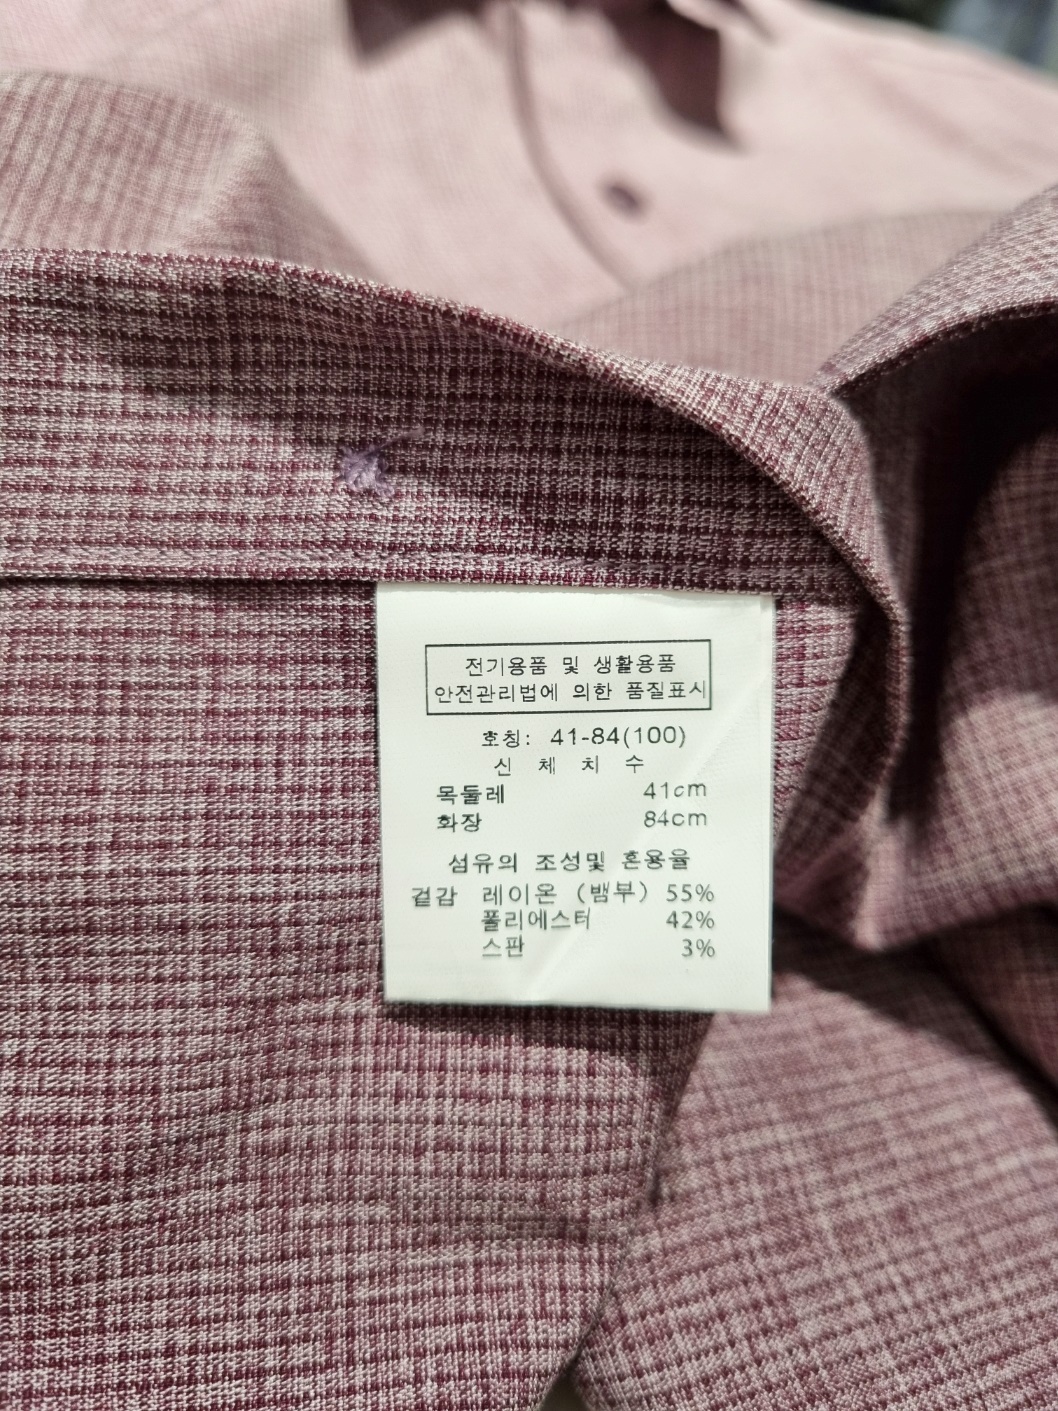 전기용품 및 생활용품
안전관리법에 의한 품질표시
호칭: 41-84(100)
신 체 치 수
목둘레 41cm
화장 84cm
섬유의 조성및 혼용율
겉감 레이온 (뱀부) 55%
폴리에스터 42%
스판 3%